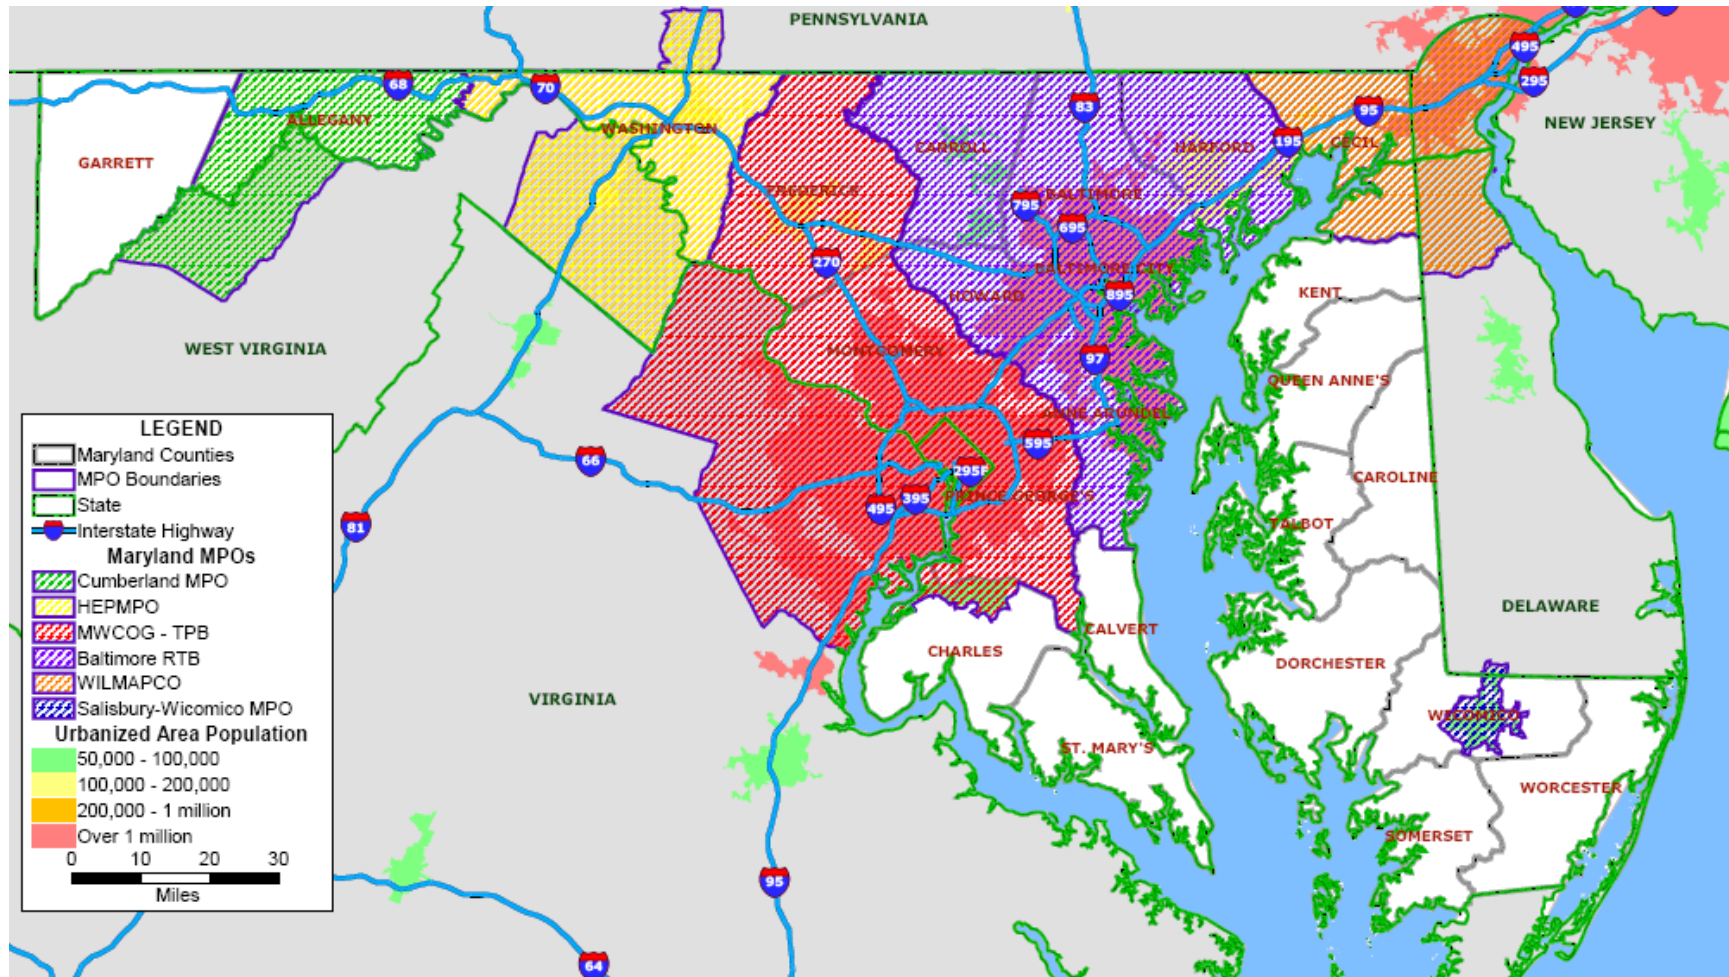 PENNSYLVANIA
495
295
68
70
83
95
NEW JERSEY
ALLEGANY
WASHINGTON
195
CECIL
GARRETT
CARROLL
HARFORD
FREDERICK
BALTIMORE
795
695
270
BALTIMORE CITY
HOWARD
895
KENT
WEST VIRGINIA
MONTGOMERY
97
QUEEN ANNE'S
ANNE ARUNDEL
LEGEND
Maryland Counties
MPO Boundaries
State
Interstate Highway
Maryland MPOs
Cumberland MPO
HEPMPO
MWCOG - TPB
Baltimore RTB
WILMAPCO
Salisbury-Wicomico MPO
Urbanized Area Population
50,000 - 100,000
100,000 - 200,000
200,000 - 1 million
Over 1 million
0 10 20 30
Miles
66
595
295P
395
495
PRINCE GEORGE'S
CAROLINE
81
TALBOT
DELAWARE
CALVERT
CHARLES
DORCHESTER
VIRGINIA
WICOMICO
ST. MARY'S
WORCESTER
SOMERSET
95
64